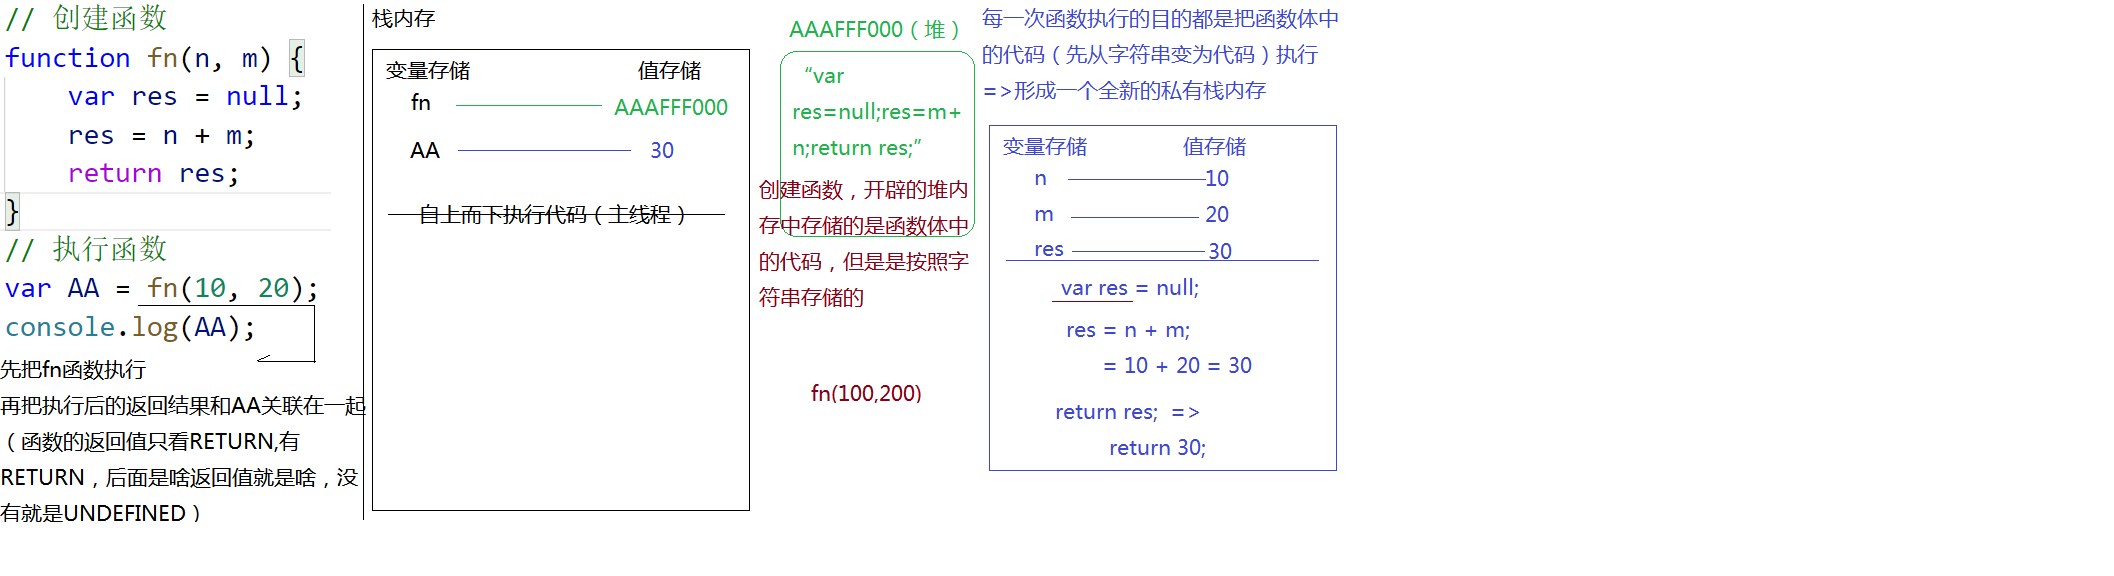 // 创建函数
function fn(n, m) {
var res = null;
res = n + m;
return res;
}
// 执行函数
var AA = fn(10, 20);
console.log(AA);
先把fn函数执行
再把执行后的返回结果和AA关联在一起
（函数的返回值只看RETURN,有
RETURN，后面是啥返回值就是啥，没
有就是UNDEFINED）
栈内存
变量存储 值存储
fn AAAFFF000
AA 30
自上而下执行代码（主线程）
AAAFFF000（堆）
“var
res=null;res=m+
n;return res;”
创建函数，开辟的堆内
存中存储的是函数体中
的代码，但是是按照字
符串存储的
fn(100,200)
每一次函数执行的目的都是把函数体中
的代码（先从字符串变为代码）执行
=>形成一个全新的私有栈内存
变量存储 值存储
n 10
m 20
res 30
var res = null;
res = n + m;
= 10 + 20 = 30
return res; =>
return 30;